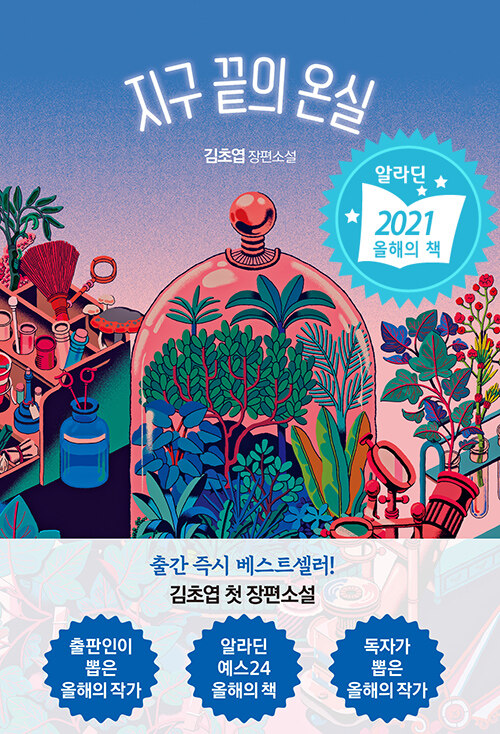 지구 끝의 온실
김초엽 장편소설
알라딘
2021
올해의 책
출간 즉시 베스트셀러!
김초엽 첫 장편소설
출판인이
뽑은
올해의 작가
알라딘
예스24
올해의 책
독자가
뽑은
올해의 작가